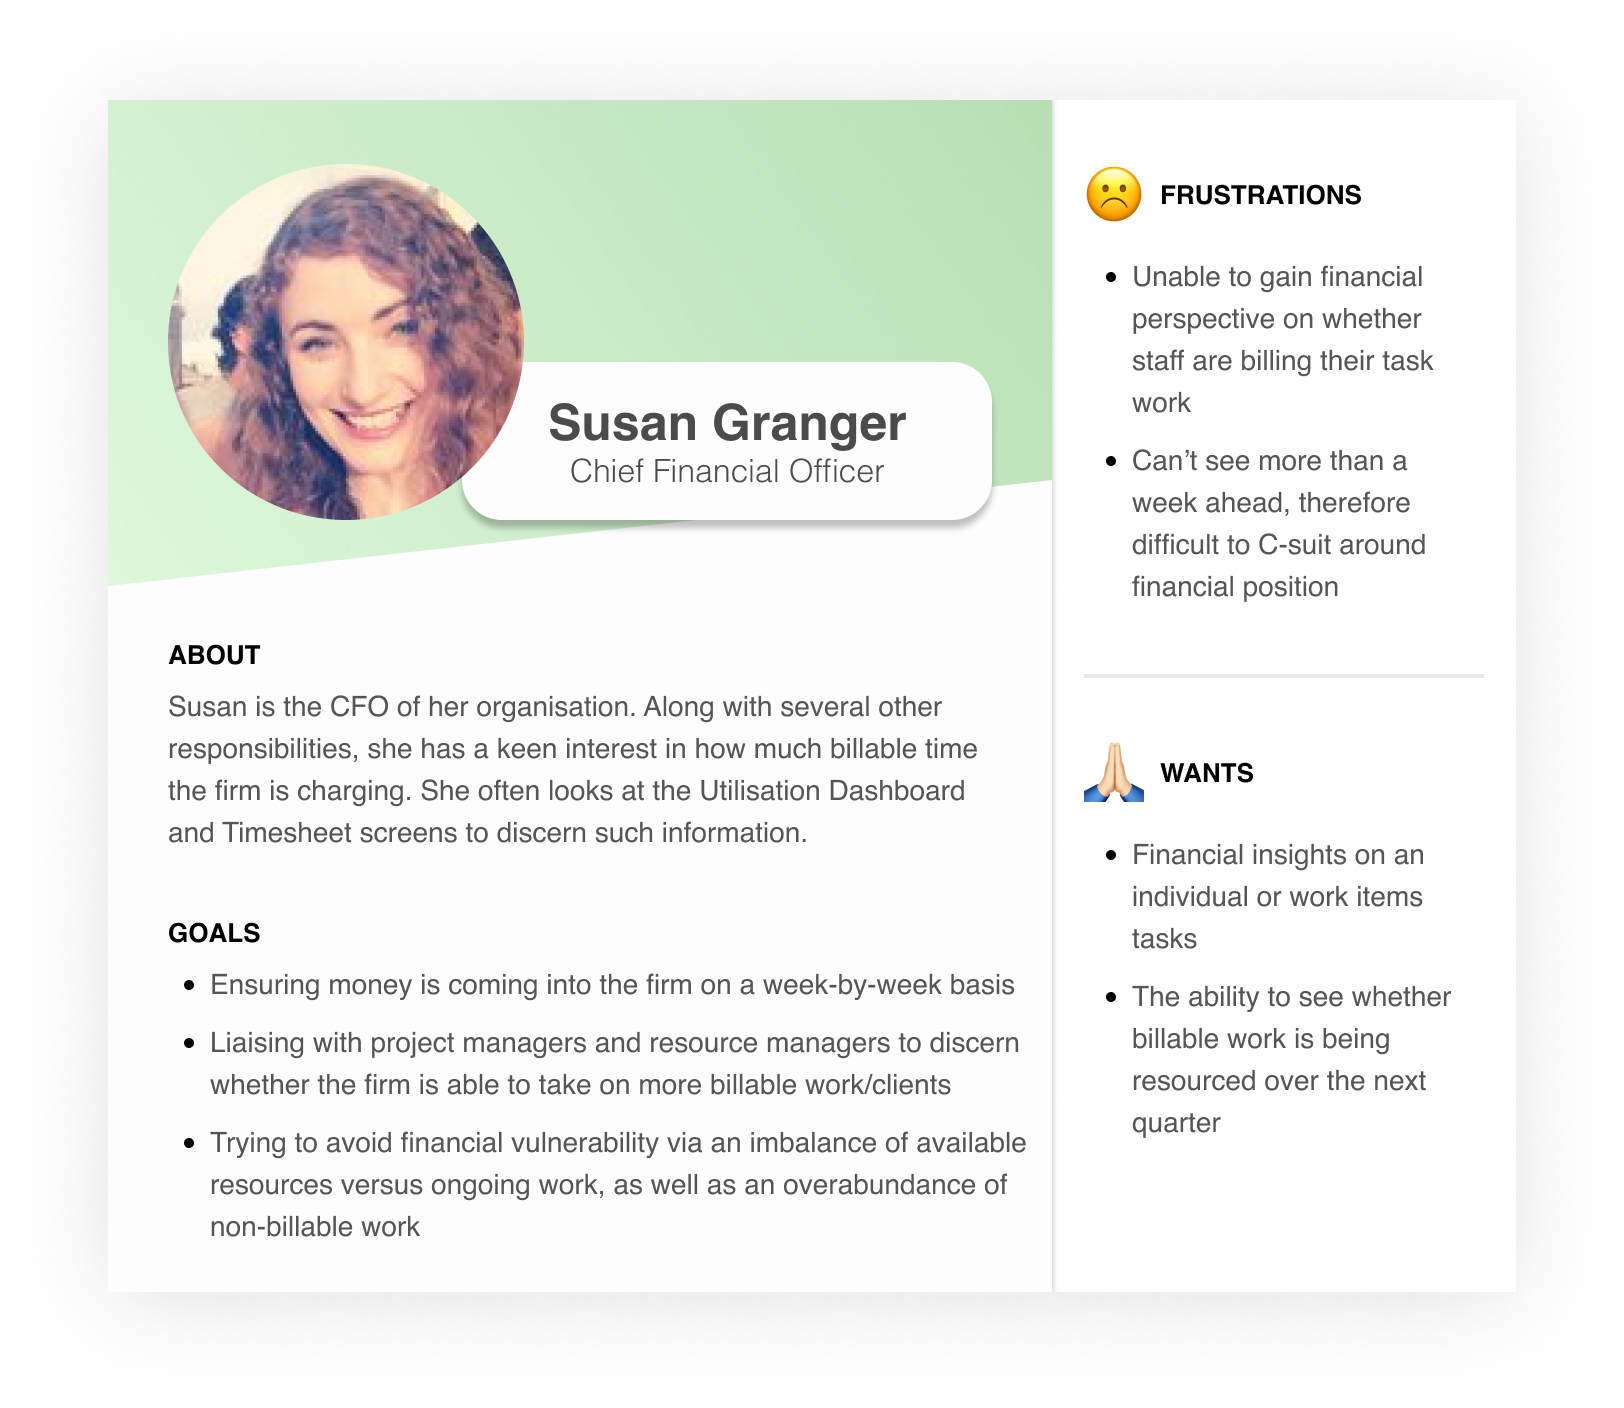 Susan Granger
Chief Financial Officer
ABOUT
Susan is the CFO of her organisation. Along with several other
responsibilities, she has a keen interest in how much billable time
the firm is charging. She often looks at the Utilisation Dashboard
and Timesheet screens to discern such information.
GOALS
• Ensuring money is coming into the firm on a week-by-week basis
• Liaising with project managers and resource managers to discern
whether the firm is able to take on more billable work/clients
• Trying to avoid financial vulnerability via an imbalance of available
resources versus ongoing work, as well as an overabundance of
non-billable work
FRUSTRATIONS
• Unable to gain financial
perspective on whether
staff are billing their task
work
• Can’t see more than a
week ahead, therefore
difficult to C-suit around
financial position
WANTS
• Financial insights on an
individual or work items
tasks
• The ability to see whether
billable work is being
resourced over the next
quarter